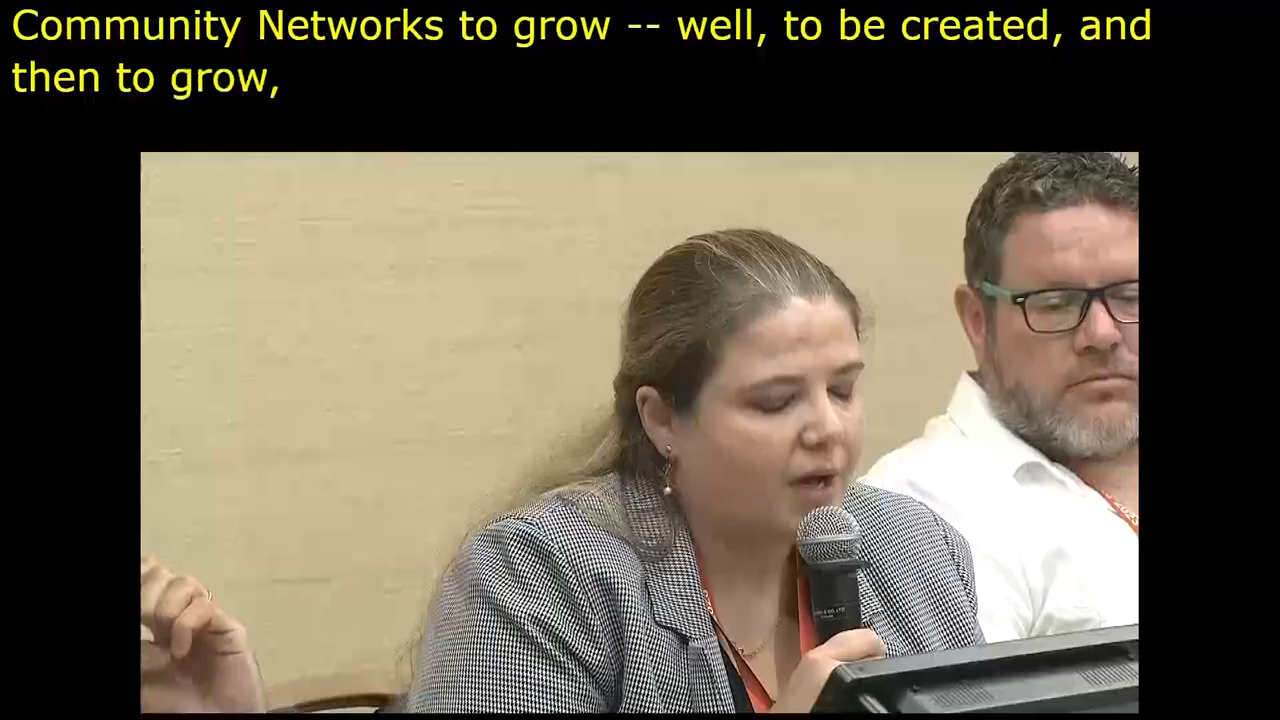 Community Networks to grow -- well, to be created, and
then to grow,